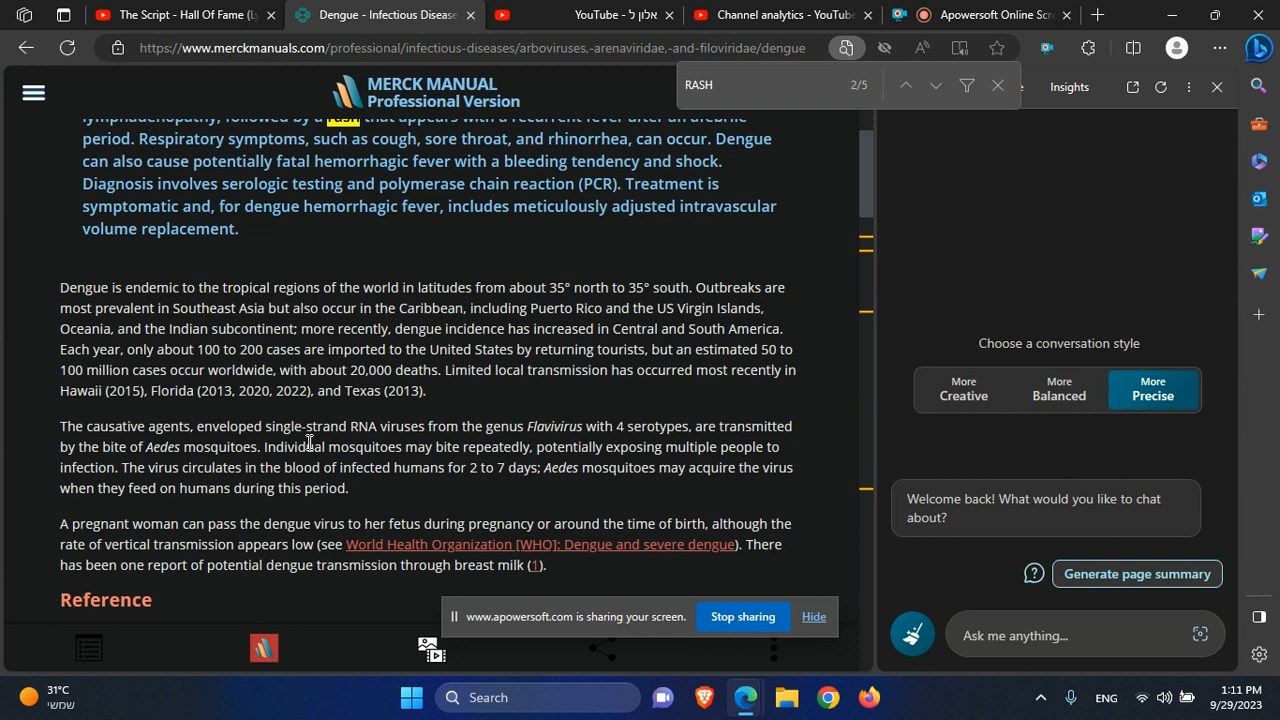 The Script - Hall Of Fame (Ly
Dengue - Infectious Disease
אלון ל - YouTube
Channel analytics - YouTube
Apowersoft Online Scr
https://www.merckmanuals.com/professional/infectious-diseases/arboviruses,-arenaviridae,-and-filoviridae/dengue
RASH
2/5
Insights
MERCK MANUAL
Professional Version
lymphadenopathy, followed by a rash that appears with a recurrent fever after an afebrile
period. Respiratory symptoms, such as cough, sore throat, and rhinorrhea, can occur. Dengue
can also cause potentially fatal hemorrhagic fever with a bleeding tendency and shock.
Diagnosis involves serologic testing and polymerase chain reaction (PCR). Treatment is
symptomatic and, for dengue hemorrhagic fever, includes meticulously adjusted intravascular
volume replacement.
Dengue is endemic to the tropical regions of the world in latitudes from about 35° north to 35° south. Outbreaks are
most prevalent in Southeast Asia but also occur in the Caribbean, including Puerto Rico and the US Virgin Islands,
Oceania, and the Indian subcontinent; more recently, dengue incidence has increased in Central and South America.
Each year, only about 100 to 200 cases are imported to the United States by returning tourists, but an estimated 50 to
100 million cases occur worldwide, with about 20,000 deaths. Limited local transmission has occurred most recently in
Hawaii (2015), Florida (2013, 2020, 2022), and Texas (2013).
The causative agents, enveloped single-strand RNA viruses from the genus Flavivirus with 4 serotypes, are transmitted
by the bite of Aedes mosquitoes. Individual mosquitoes may bite repeatedly, potentially exposing multiple people to
infection. The virus circulates in the blood of infected humans for 2 to 7 days; Aedes mosquitoes may acquire the virus
when they feed on humans during this period.
A pregnant woman can pass the dengue virus to her fetus during pregnancy or around the time of birth, although the
rate of vertical transmission appears low (see World Health Organization [WHO]: Dengue and severe dengue). There
has been one report of potential dengue transmission through breast milk (1).
Reference
www.apowersoft.com is sharing your screen.
Stop sharing
Hide
Choose a conversation style
More
Creative
More
Balanced
More
Precise
Welcome back! What would you like to chat
about?
Generate page summary
Ask me anything...
31°C
שמשי
Search
ENG
1:11 PM
9/29/2023